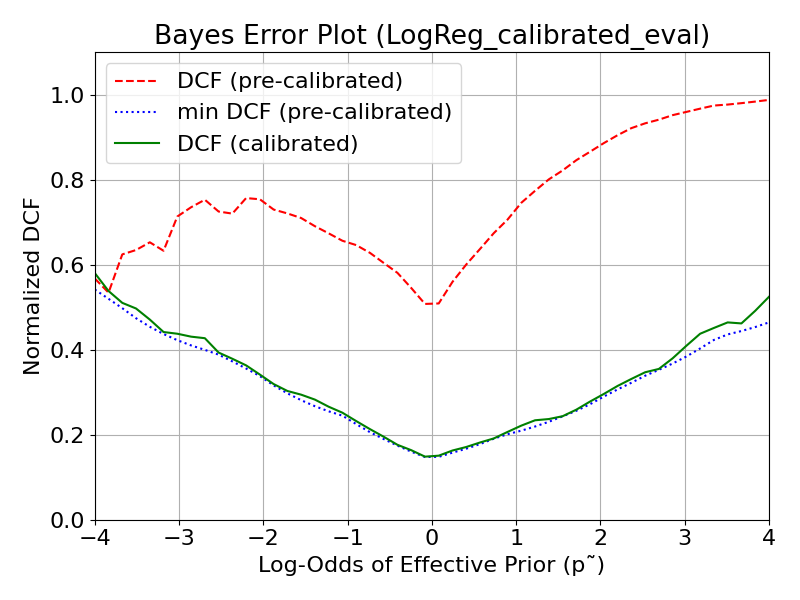 Bayes Error Plot (LogReg_calibrated_eval)
DCF (pre-calibrated)
min DCF (pre-calibrated)
DCF (calibrated)
Normalized DCF
1.0
0.8
0.6
0.4
0.2
0.0
−4 −3 −2 −1 0 1 2 3 4
Log-Odds of Effective Prior (p˜)